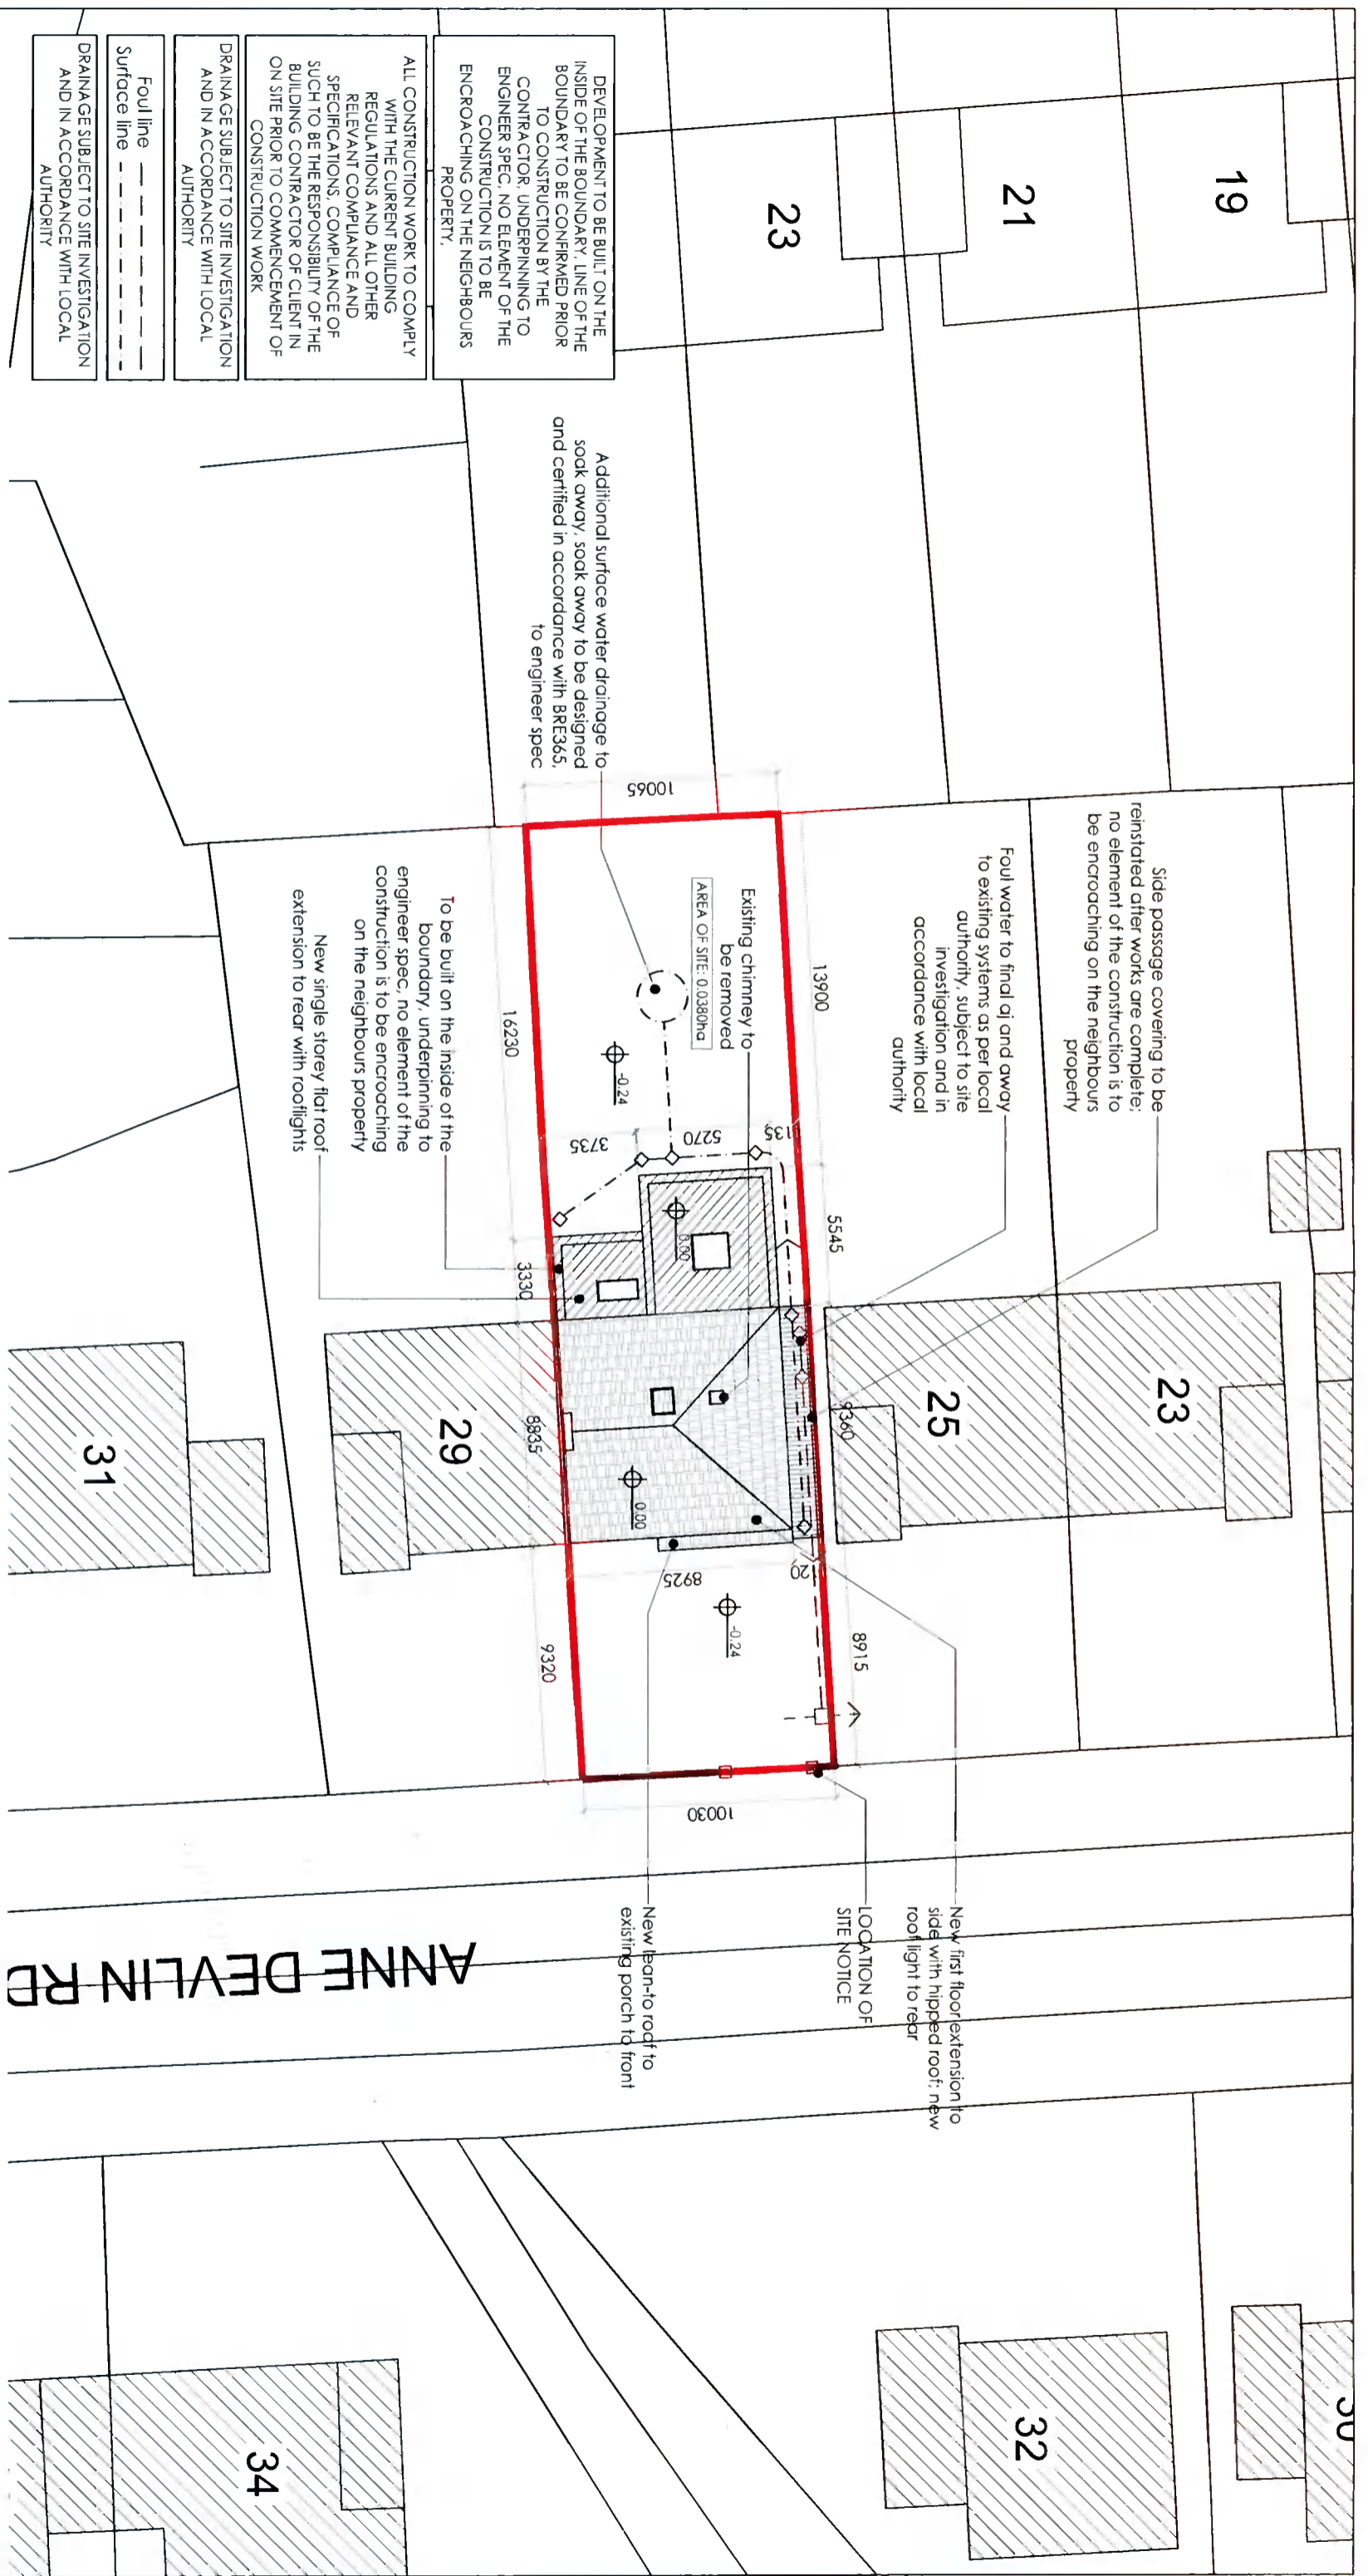 19
21
23
DEVELOPMENT TO BE BUILT ON THE
INSIDE OF THE BOUNDARY, LINE OF THE
BOUNDARY TO BE CONFIRMED PRIOR
TO CONSTRUCTION BY THE
CONTRACTOR, UNDERPINNING TO
ENGINEER SPEC, NO ELEMENT OF THE
CONSTRUCTION IS TO BE
ENCROACHING ON THE NEIGHBOURS
PROPERTY.
ALL CONSTRUCTION WORK TO COMPLY
WITH THE CURRENT BUILDING
REGULATIONS AND ALL OTHER
RELEVANT COMPLIANCE AND
SPECIFICATIONS, COMPLIANCE OF
SUCH TO BE THE RESPONSIBILITY OF THE
BUILDING CONTRACTOR OF CLIENT IN
ON SITE PRIOR TO COMMENCEMENT OF
CONSTRUCTION WORK
DRAINAGE SUBJECT TO SITE INVESTIGATION
AND IN ACCORDANCE WITH LOCAL
AUTHORITY
Foul line
Surface line
DRAINAGE SUBJECT TO SITE INVESTIGATION
AND IN ACCORDANCE WITH LOCAL
AUTHORITY
Additional surface water drainage to
soak away, soak away to be designed
and certified in accordance with BRE365,
to engineer spec
Side passage covering to be
reinstated after works are complete;
no element of the construction is to
be encroaching on the neighbours
property
Foul water to final aj and away
to existing systems as per local
authority, subject to site
investigation and in
accordance with local
authority
Existing chimney to
be removed
AREA OF SITE: 0.0380ha
To be built on the inside of the
boundary, underpinning to
engineer spec, no element of the
construction is to be encroaching
on the neighbours property
New single storey flat roof
extension to rear with rooflights
10065
13900
16230
-0.24
3735
5270
135
5545
3330
0.00
9360
8835
0.00
8925
20
-0.24
8915
9320
10030
23
25
29
31
New first floor extension to
side with hipped roof; new
roof light to rear
LOCATION OF
SITE NOTICE
New lean-to roof to
existing porch to front
ANNE DEVLIN RD
30
32
34